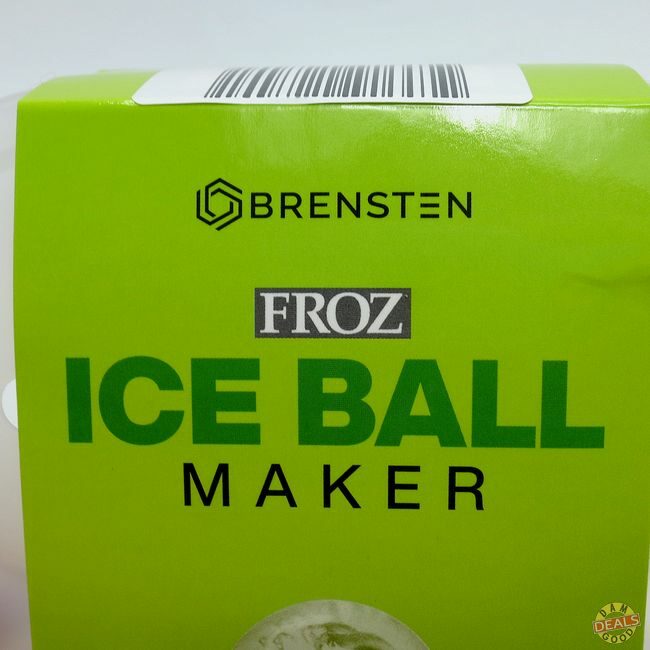 BRENSTEN
FROZ
ICE BALL
MAKER
DAM
DEALS
GOOD